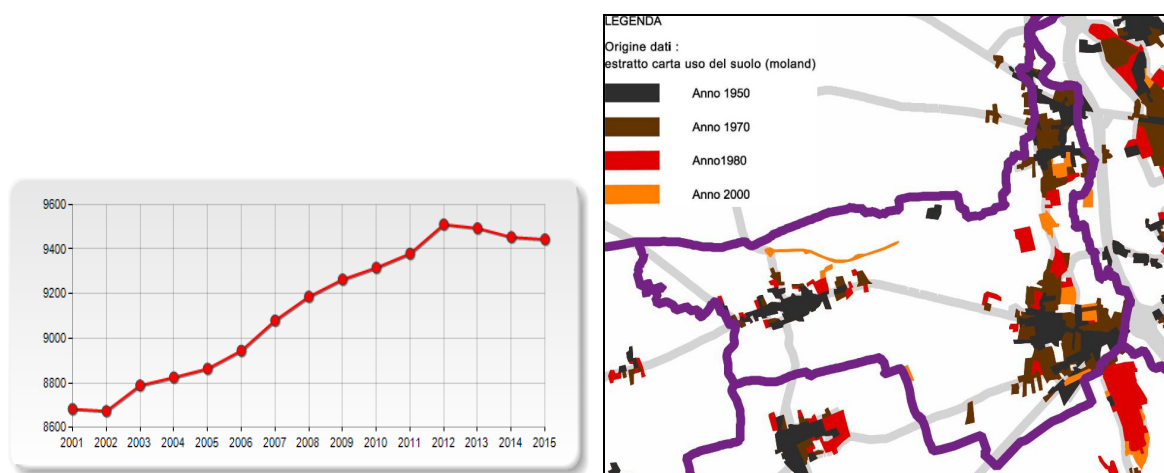 9600
9400
9200
9000
8800
8600
2001 2002 2003 2004 2005 2006 2007 2008 2009 2010 2011 2012 2013 2014 2015
LEGENDA
Origine dati :
estratto carta uso del suolo (moland)
Anno 1950
Anno 1970
Anno1980
Anno 2000